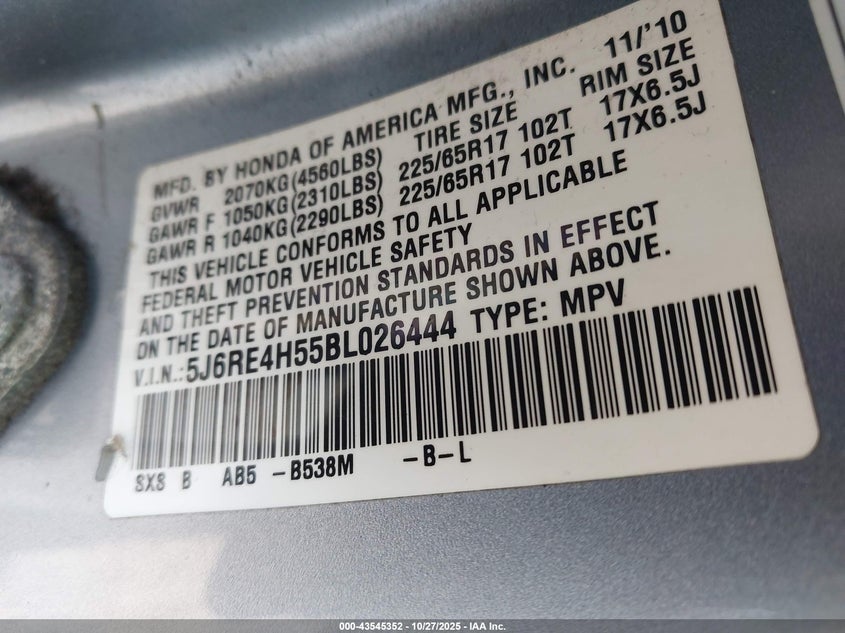 MFD. BY HONDA OF AMERICA MFG., INC. 11/'10
GVWR 2070KG(4560LBS) TIRE SIZE RIM SIZE
GAWR F 1050KG(2310LBS) 225/65R17 102T 17X6.5J
GAWR R 1040KG(2290LBS) 225/65R17 102T 17X6.5J
THIS VEHICLE CONFORMS TO ALL APPLICABLE
FEDERAL MOTOR VEHICLE SAFETY
AND THEFT PREVENTION STANDARDS IN EFFECT
ON THE DATE OF MANUFACTURE SHOWN ABOVE.
V.I.N.:5J6RE4H55BL026444 TYPE: MPV
SXS B AB5 -B538M -B-L
000-43545352 | 10/27/2025 - IAA Inc.